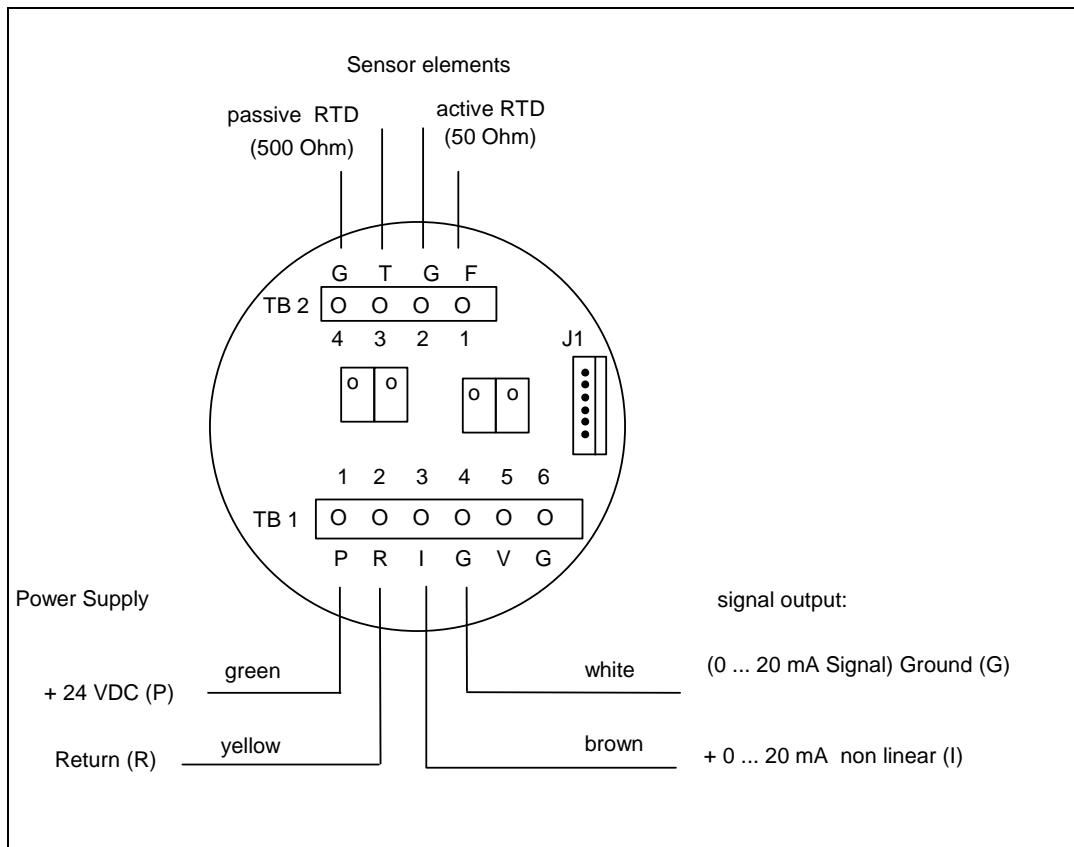 Sensor elements
passive RTD
(500 Ohm)
active RTD
(50 Ohm)
G T G F
TB 2 O O O O
4 3 2 1
J1
o o o o
1 2 3 4 5 6
TB 1 O O O O O O
P R I G V G
Power Supply
signal output:
green
white
(0 ... 20 mA Signal) Ground (G)
+ 24 VDC (P)
yellow
brown
Return (R)
+ 0 ... 20 mA non linear (I)